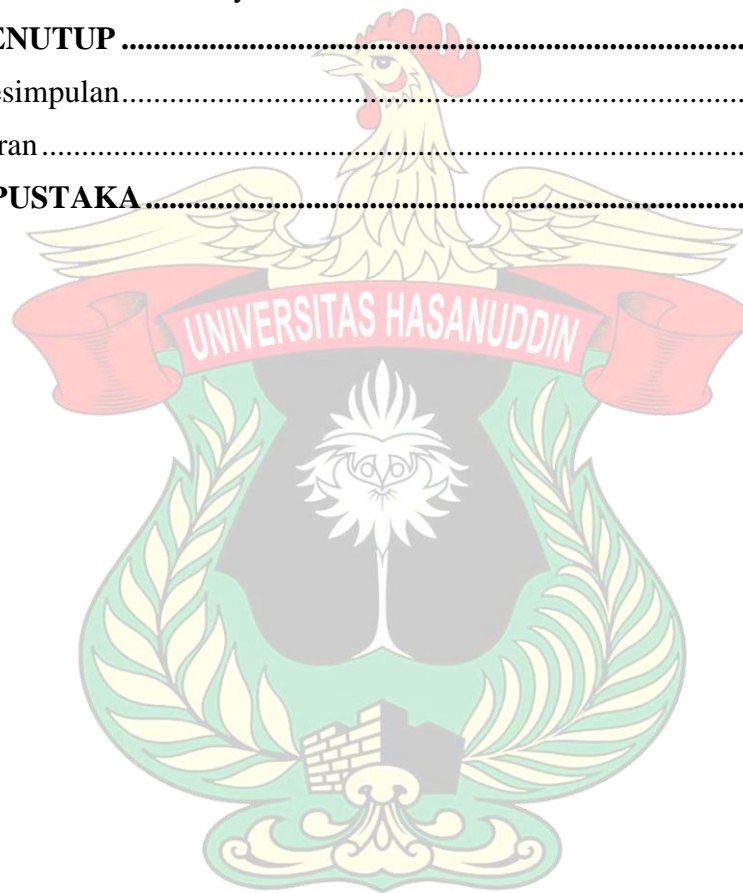 ENUTUP ................................................................................
esimpulan................................................................................
ran................................................................................
PUSTAKA................................................................................
UNIVERSITAS HASANUDDIN